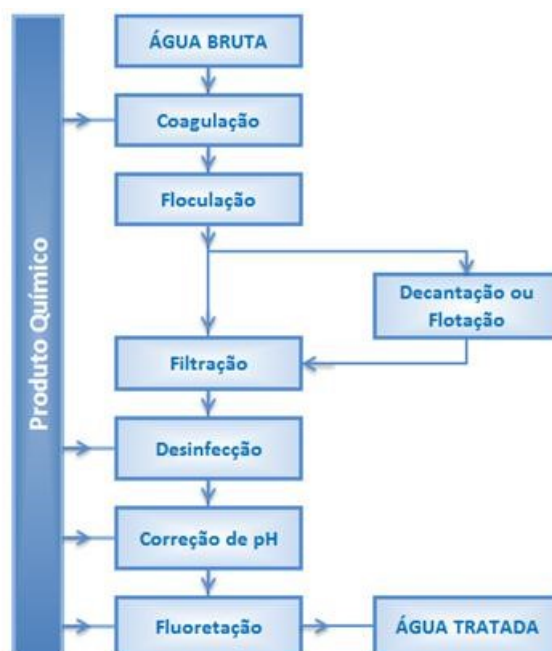 ÁGUA BRUTA
Coagulação
Floculação
Decantação ou
Flotação
Filtração
Desinfecção
Correção de pH
Fluoretação
ÁGUA TRATADA
Produto Químico